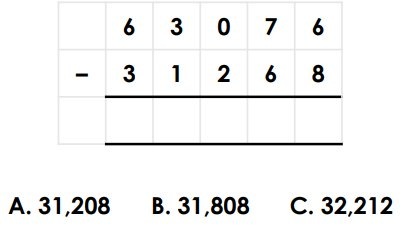 6 3 0 7 6
– 3 1 2 6 8
A. 31,208 B. 31,808 C. 32,212